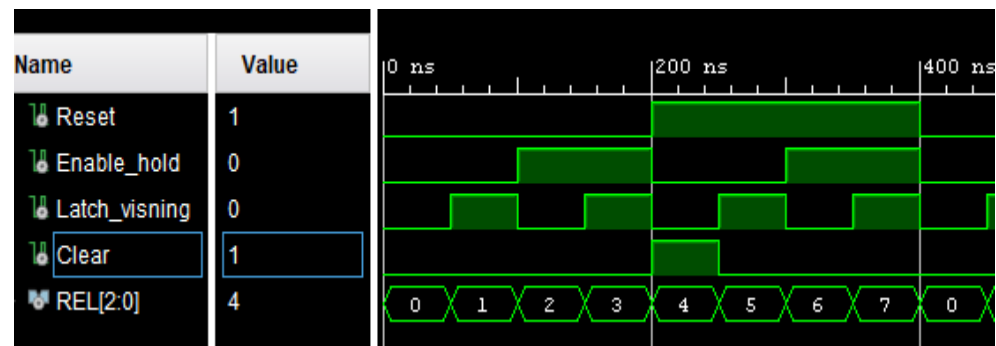 Name Value 0 ns 200 ns 400 ns
Reset 1
Enable_hold 0
Latch_visning 0
Clear 1
REL[2:0] 4 0 1 2 3 4 5 6 7 0